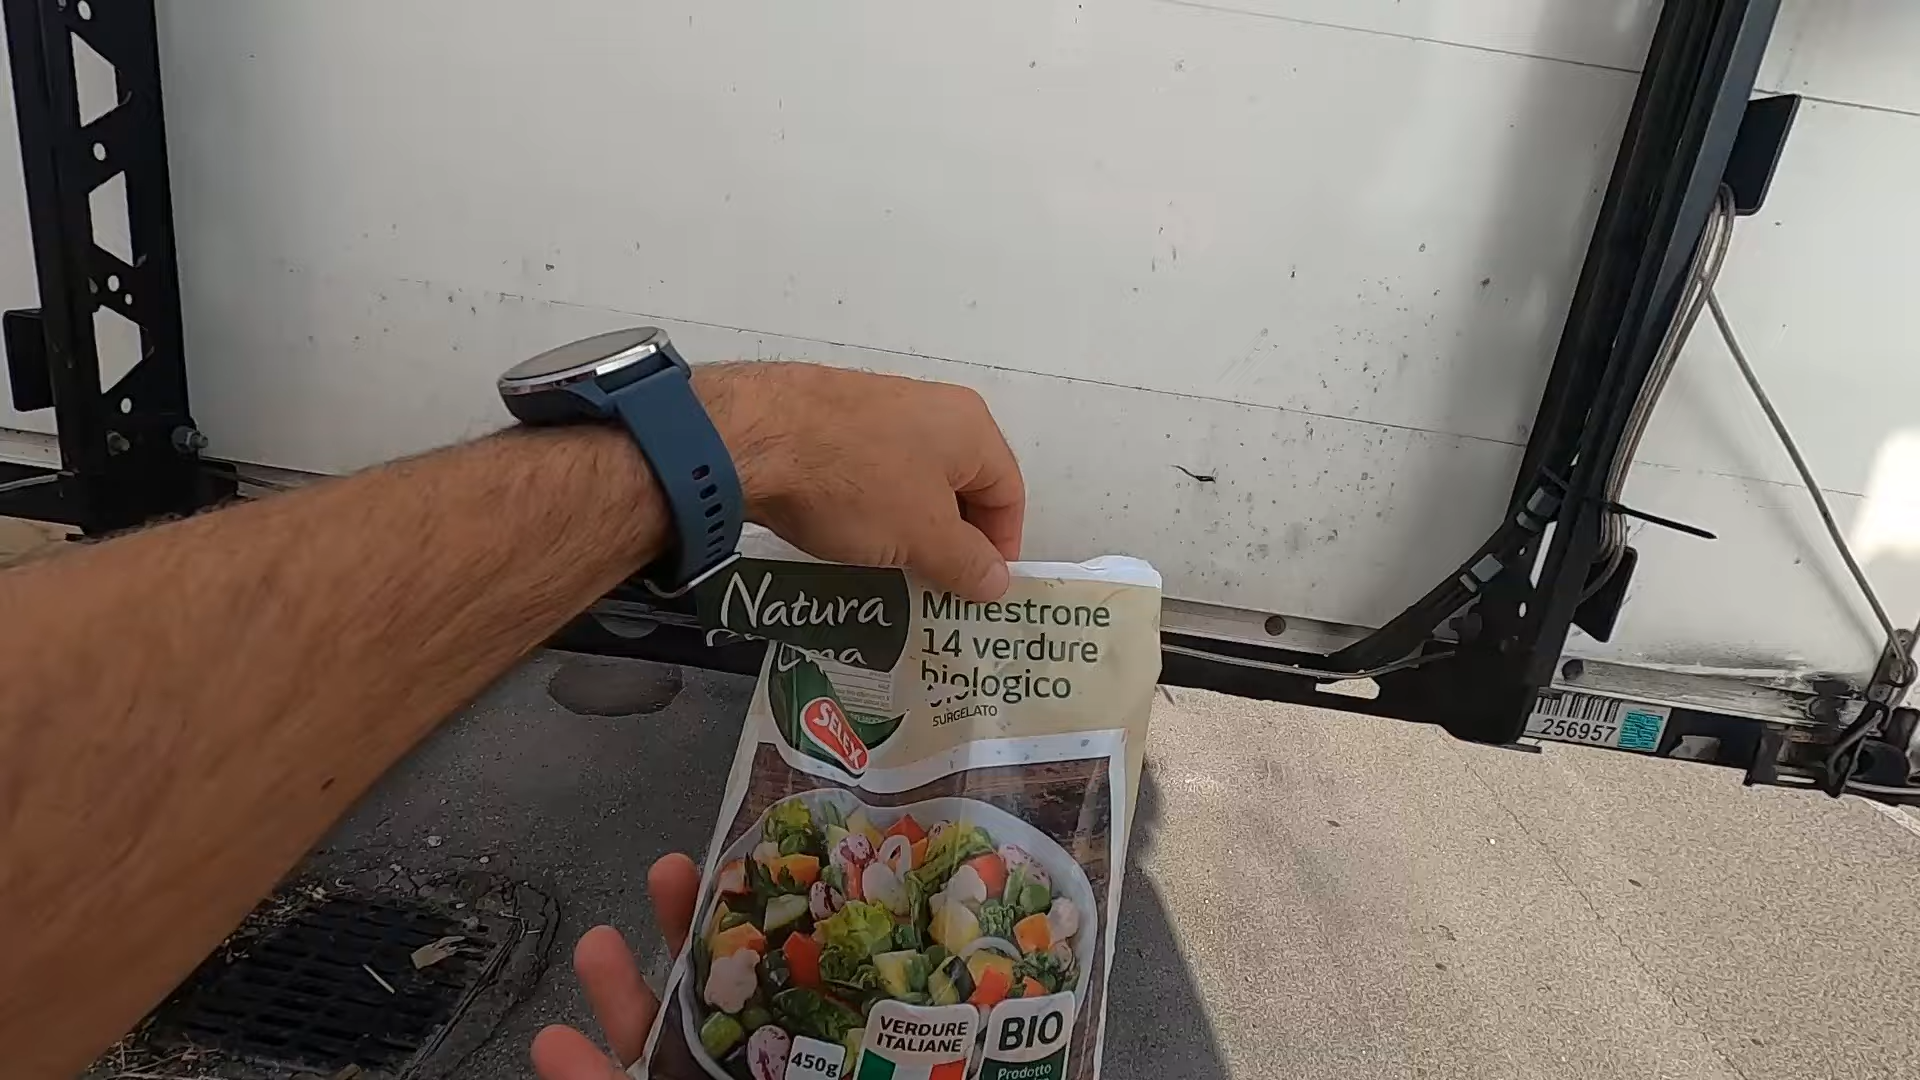 Natura
Minestrone
14 verdure
biologico
SURGELATO
SELEX
256957
VERDURE
ITALIANE
BIO
Prodotto
450g